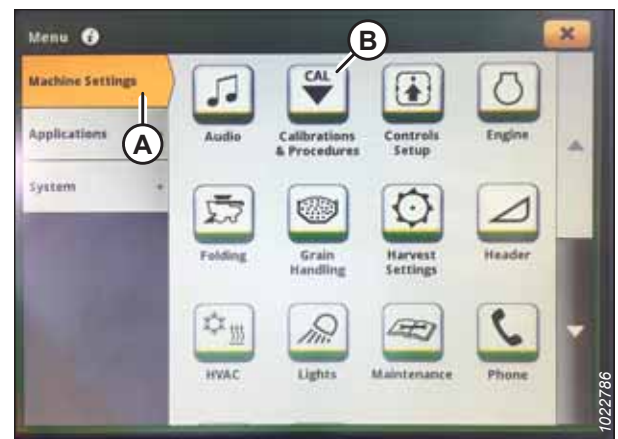 Menu i
B
Machine Settings
CAL
Audio
Calibrations
& Procedures
Controls
Setup
Engine
Applications
A
System
Folding
Grain
Handling
Harvest
Settings
Header
HVAC
Lights
Maintenance
Phone
1022786